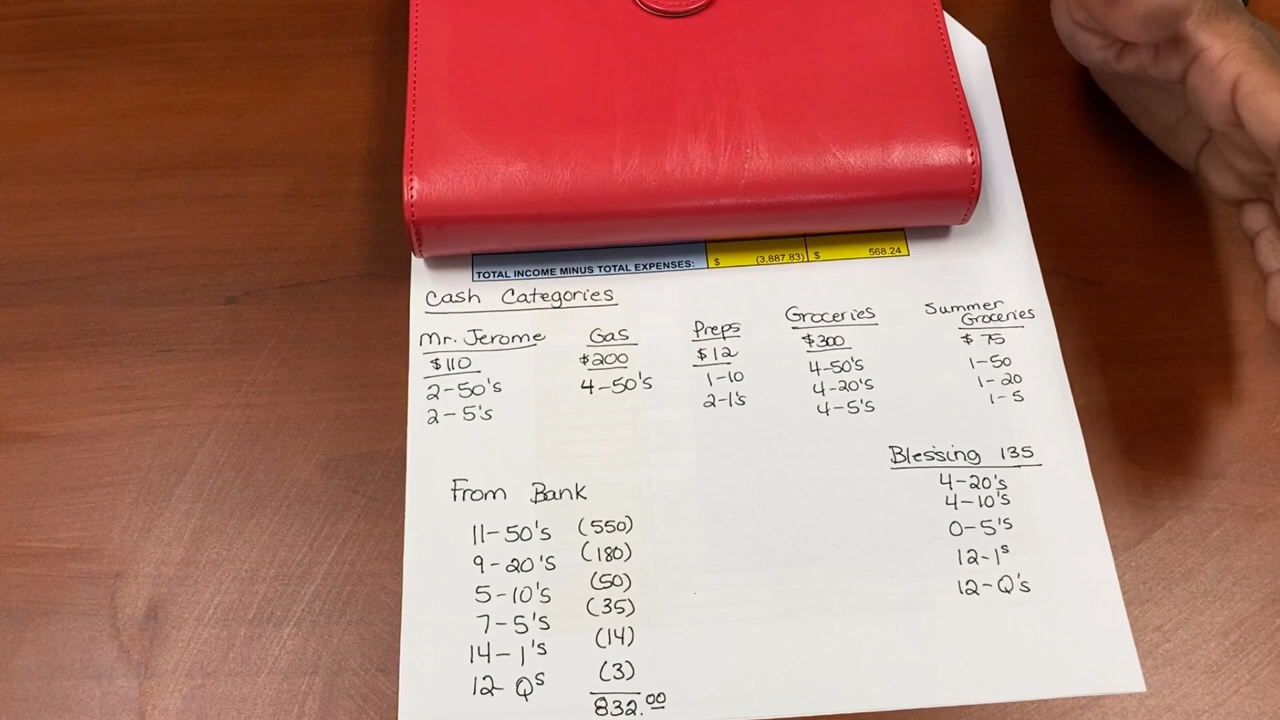 TOTAL INCOME MINUS TOTAL EXPENSES: $ (3,887.83) $ 568.24
Cash Categories
Mr. Jerome
$110
2-50's
2-5's
Gas
$200
4-50's
Preps
$12
1-10
2-1's
Groceries
$300
4-50's
4-20's
4-5's
Summer
Groceries
$75
1-50
1-20
1-5
From Bank
11-50's (550)
9-20's (180)
5-10's (50)
7-5's (35)
14-1's (14)
12-Qs (3)
832.00
Blessing 135
4-20's
4-10's
0-5's
12-1s
12-Q's